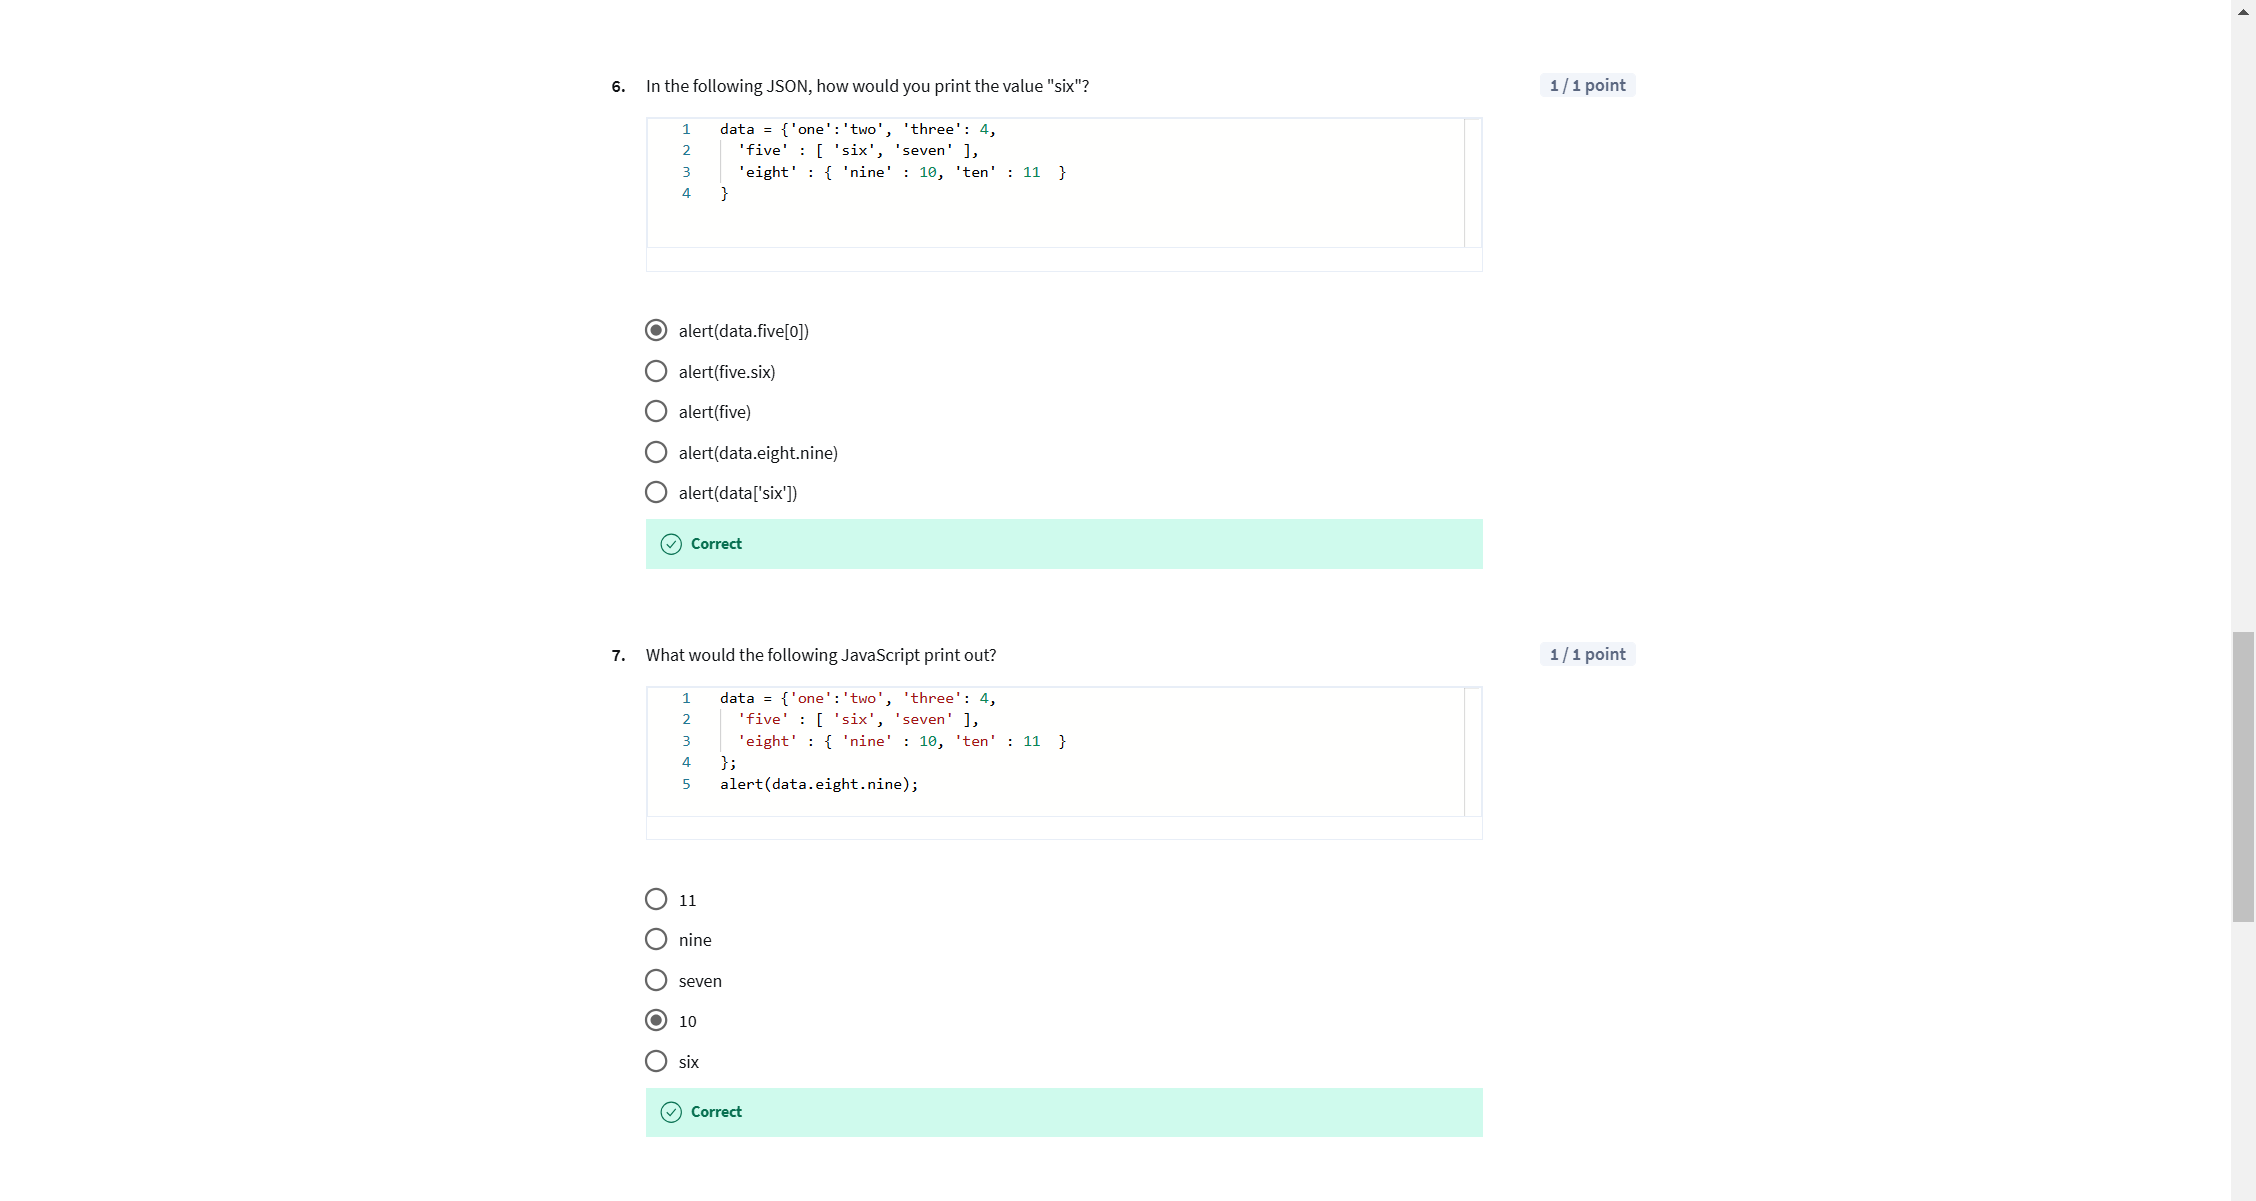 6. In the following JSON, how would you print the value "six"?
1 / 1 point
1 data = {'one':'two', 'three': 4,
2 'five' : [ 'six', 'seven' ],
3 'eight' : { 'nine' : 10, 'ten' : 11 }
4 }
alert(data.five[0])
alert(five.six)
alert(five)
alert(data.eight.nine)
alert(data['six'])
Correct
7. What would the following JavaScript print out?
1 / 1 point
1 data = {'one':'two', 'three': 4,
2 'five' : [ 'six', 'seven' ],
3 'eight' : { 'nine' : 10, 'ten' : 11 }
4 };
5 alert(data.eight.nine);
11
nine
seven
10
six
Correct